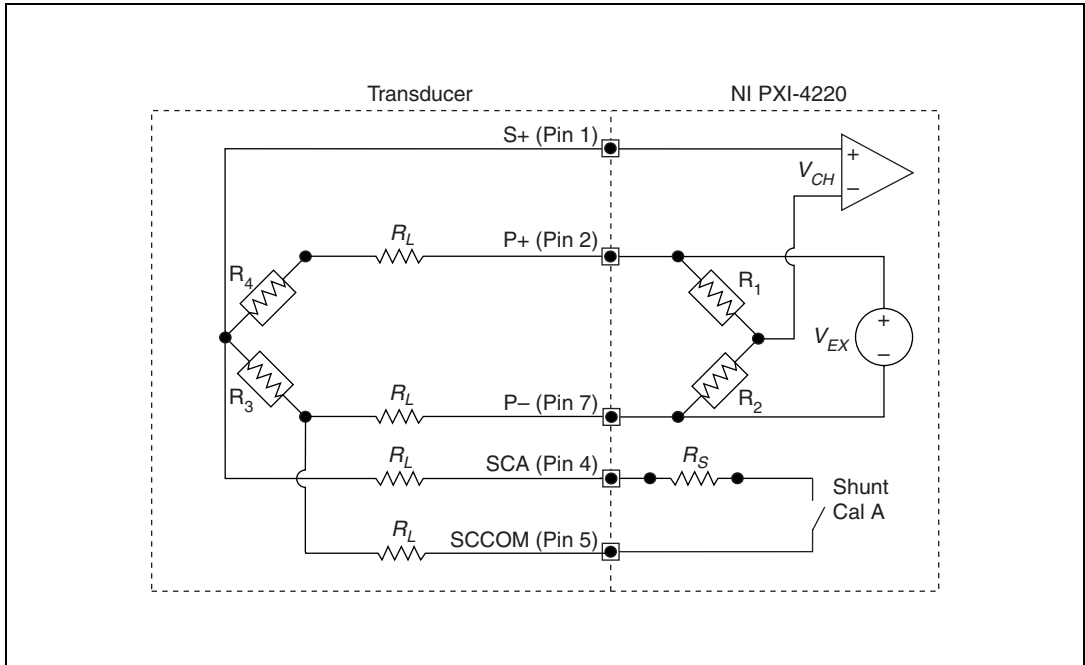 Transducer
NI PXI-4220
S+ (Pin 1)
+
V_CH
–
R_L
P+ (Pin 2)
R_4
R_1
+
V_EX
–
R_3
R_2
R_L
P– (Pin 7)
R_L
SCA (Pin 4)
R_S
Shunt
Cal A
R_L
SCCOM (Pin 5)